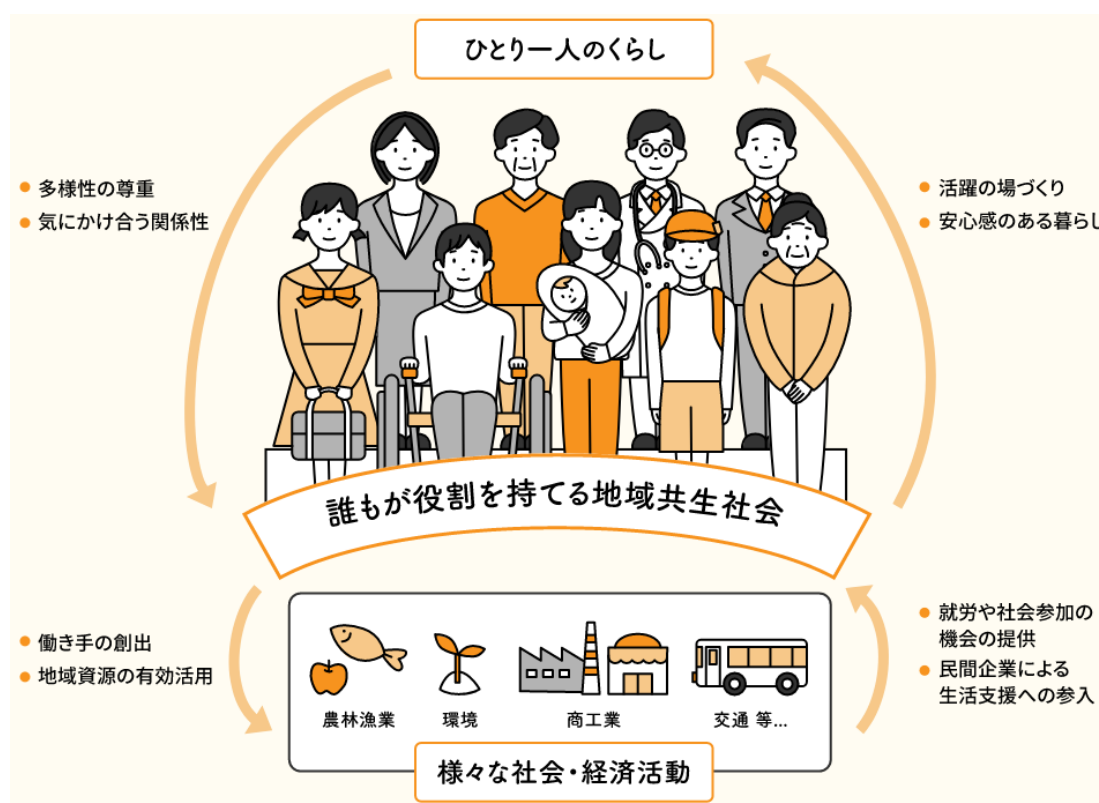 ひとり一人のくらし
多様性の尊重
気にかけ合う関係性
活躍の場づくり
安心感のある暮らし
誰もが役割を持てる地域共生社会
働き手の創出
地域資源の有効活用
就労や社会参加の
機会の提供
民間企業による
生活支援への参入
農林漁業
環境
商工業
交通 等...
様々な社会・経済活動